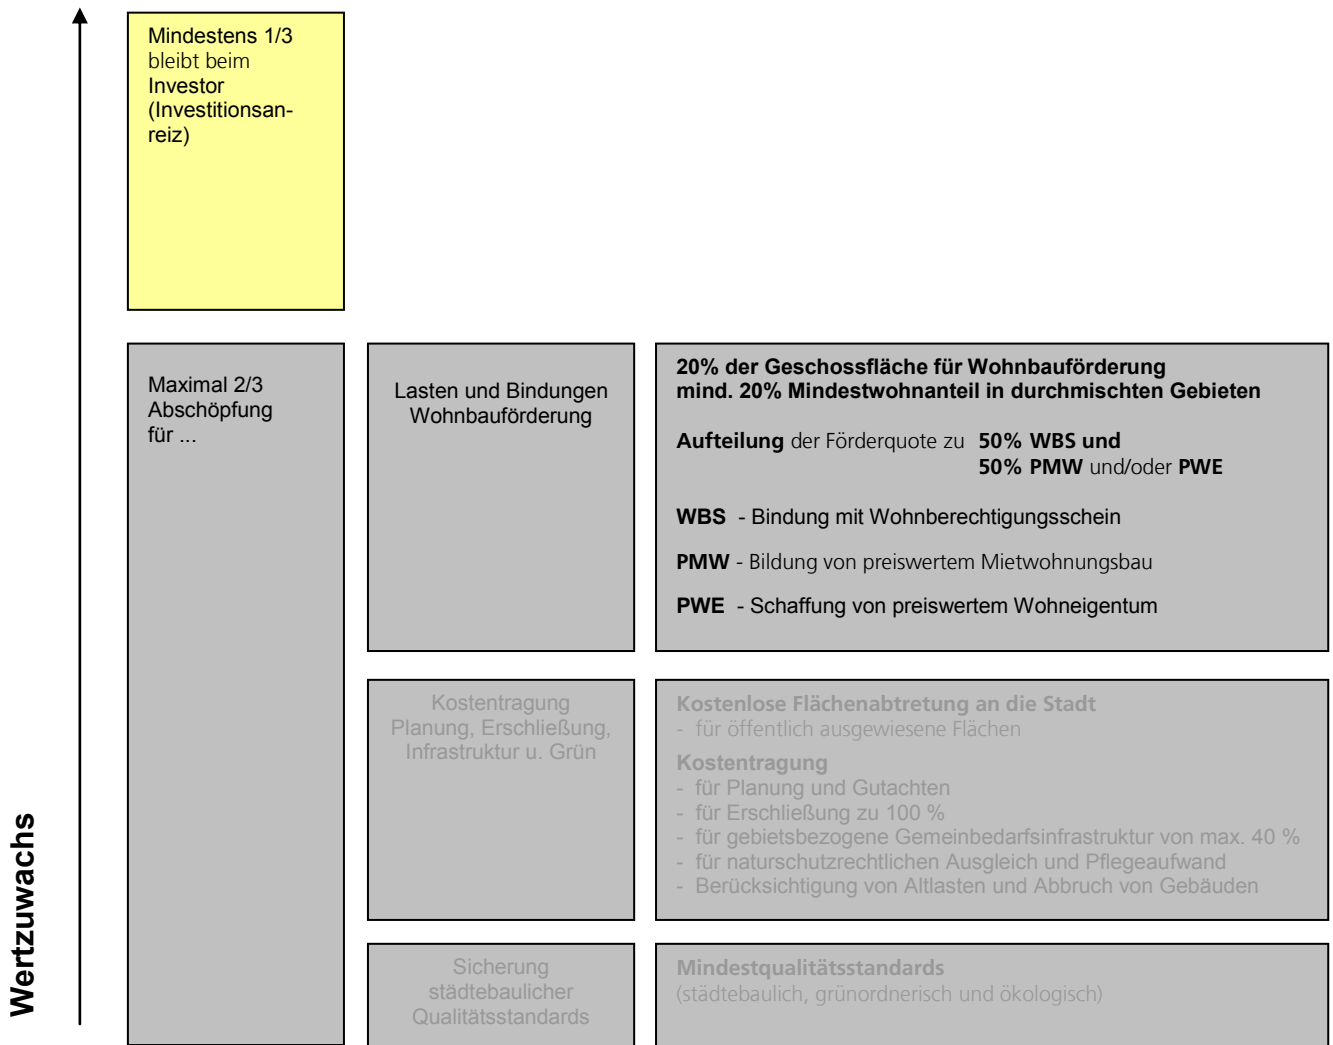 Mindestens 1/3
bleibt beim
Investor
(Investitionsan-
reiz)
Maximal 2/3
Abschöpfung
für ...
Lasten und Bindungen
Wohnbauförderung
20% der Geschossfläche für Wohnbauförderung
mind. 20% Mindestwohnanteil in durchmischten Gebieten
Aufteilung der Förderquote zu 50% WBS und
50% PMW und/oder PWE
WBS - Bindung mit Wohnberechtigungsschein
PMW - Bildung von preiswertem Mietwohnungsbau
PWE - Schaffung von preiswertem Wohneigentum
Kostentragung
Planung, Erschließung,
Infrastruktur u. Grün
Kostenlose Flächenabtretung an die Stadt
- für öffentlich ausgewiesene Flächen
Kostentragung
- für Planung und Gutachten
- für Erschließung zu 100 %
- für gebietsbezogene Gemeinbedarfsinfrastruktur von max. 40 %
- für naturschutzrechtlichen Ausgleich und Pflegeaufwand
- Berücksichtigung von Altlasten und Abbruch von Gebäuden
Sicherung
städtebaulicher
Qualitätsstandards
Mindestqualitätsstandards
(städtebaulich, grünordnerisch und ökologisch)
Wertzuwachs